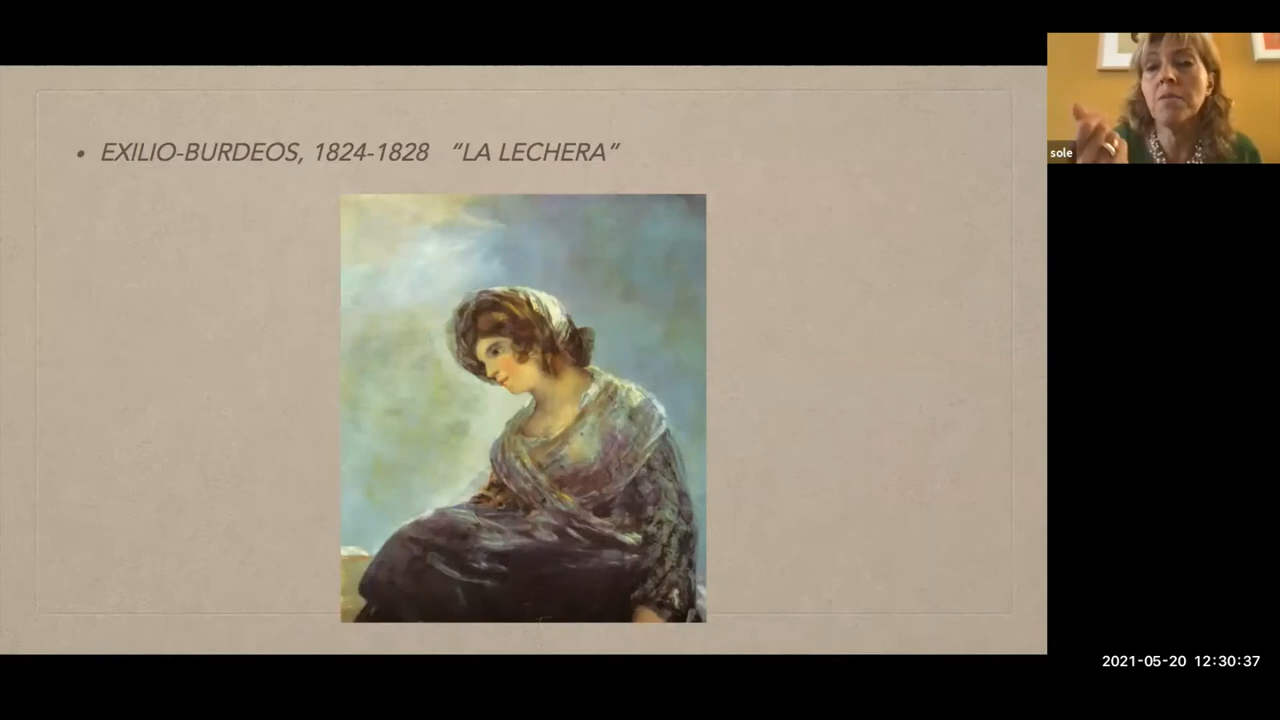 • EXILIO-BURDEOS, 1824-1828 “LA LECHERA”
sole
2021-05-20 12:30:37